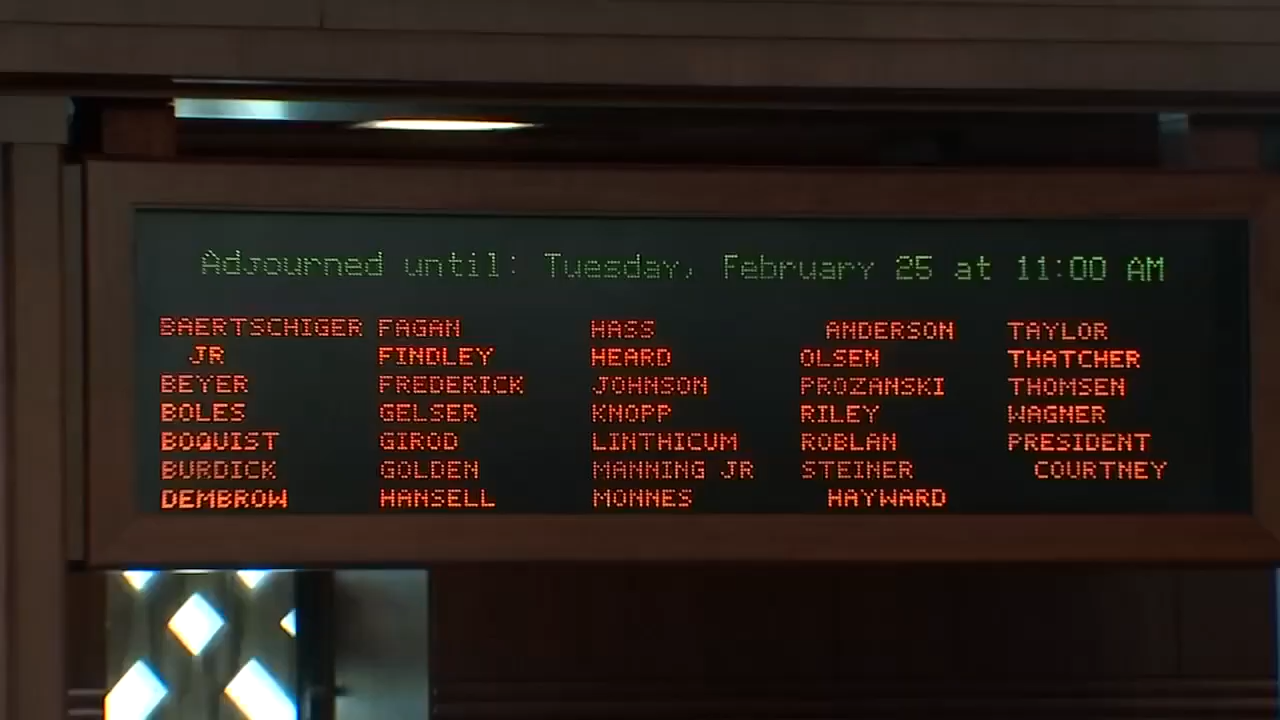 Adjourned until: Tuesday, February 25 at 11:00 AM
BAERTSCHIGER
JR
BEYER
BOLES
BOQUIST
BURDICK
DEMBROW
FAGAN
FINDLEY
FREDERICK
GELSER
GIROD
GOLDEN
HANSELL
HASS
HEARD
JOHNSON
KNOPP
LINTHICUM
MANNING JR
MONNES
ANDERSON
OLSEN
PROZANSKI
RILEY
ROBLAN
STEINER
HAYWARD
TAYLOR
THATCHER
THOMSEN
WAGNER
PRESIDENT
COURTNEY